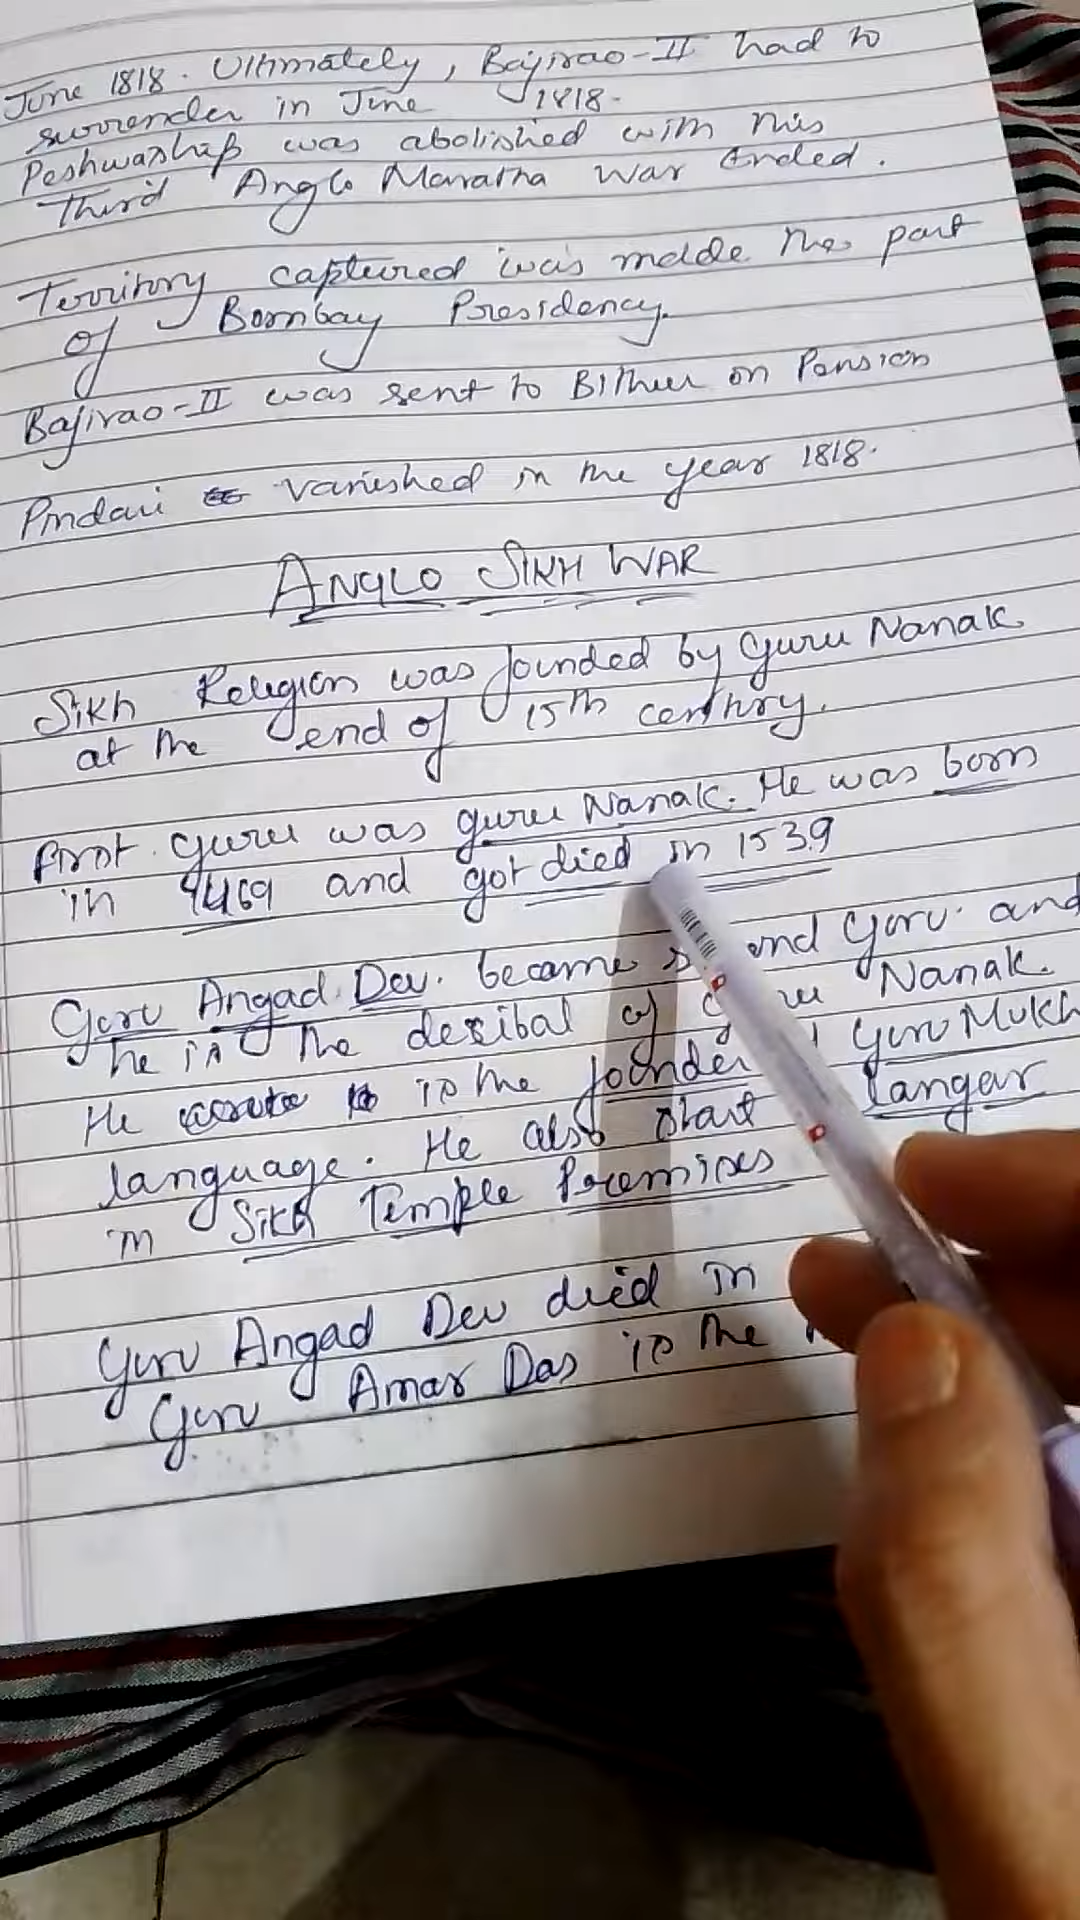 June 1818. Ultimately, Bajirao-II had to
surrender in June 1818.
Peshwaship was abolished with this
Third Anglo Maratha War Ended.
Territory captured was made the part
of Bombay Presidency.
Bajirao-II was sent to Bithur on Pension
Pindari vanished in the year 1818.
ANGLO SIKH WAR
Sikh Religion was founded by Guru Nanak
at the end of 15th century.
First Guru was Guru Nanak. He was born
in 1469 and got died in 1539
Guru Angad Dev. became and Guru and
he is the desibal of Nanak.
He is the founder Guru Mukh
language. He also start langar
in Sikh Temple Premises
Guru Angad Dev died in
Guru Amar Das is the